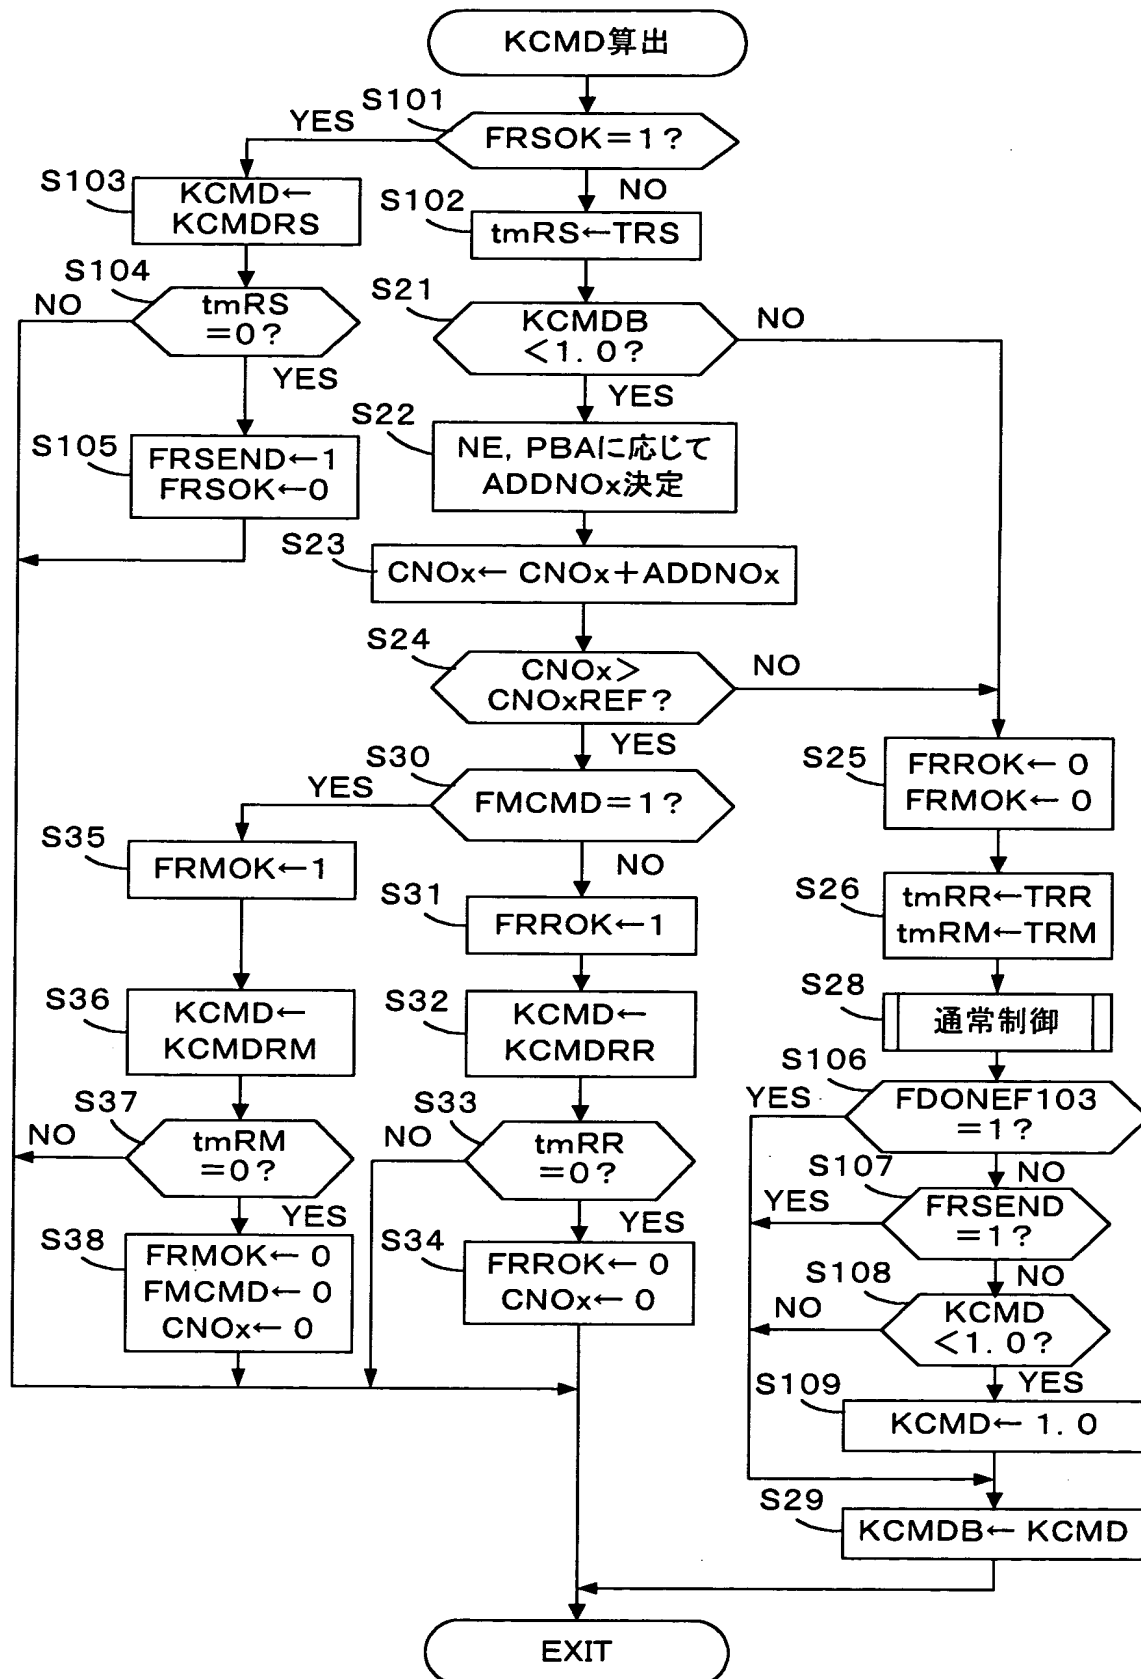 KCMD算出
S101
YES
FRSOK=1?
NO
S103
KCMD←
KCMDRS
S102
tmRS←TRS
S104
NO
tmRS
=0?
YES
S21
KCMDB
<1.0?
NO
YES
S105
FRSEND←1
FRSOK←0
S22
NE, PBAに応じて
ADDNOx決定
S23
CNOx← CNOx+ADDNOx
S24
CNOx>
CNOxREF?
NO
YES
S25
FRROK← 0
FRMOK← 0
S30
YES
FMCMD=1?
NO
S35
FRMOK←1
S31
FRROK←1
S26
tmRR←TRR
tmRM←TRM
S36
KCMD←
KCMDRM
S32
KCMD←
KCMDRR
S28
通常制御
S106
YES
FDONEF103
=1?
NO
S37
NO
tmRM
=0?
YES
S33
NO
tmRR
=0?
YES
S107
YES
FRSEND
=1?
NO
S38
FRMOK← 0
FMCMD← 0
CNOx← 0
S34
FRROK← 0
CNOx← 0
S108
NO
KCMD
<1.0?
YES
S109
KCMD← 1.0
S29
KCMDB← KCMD
EXIT